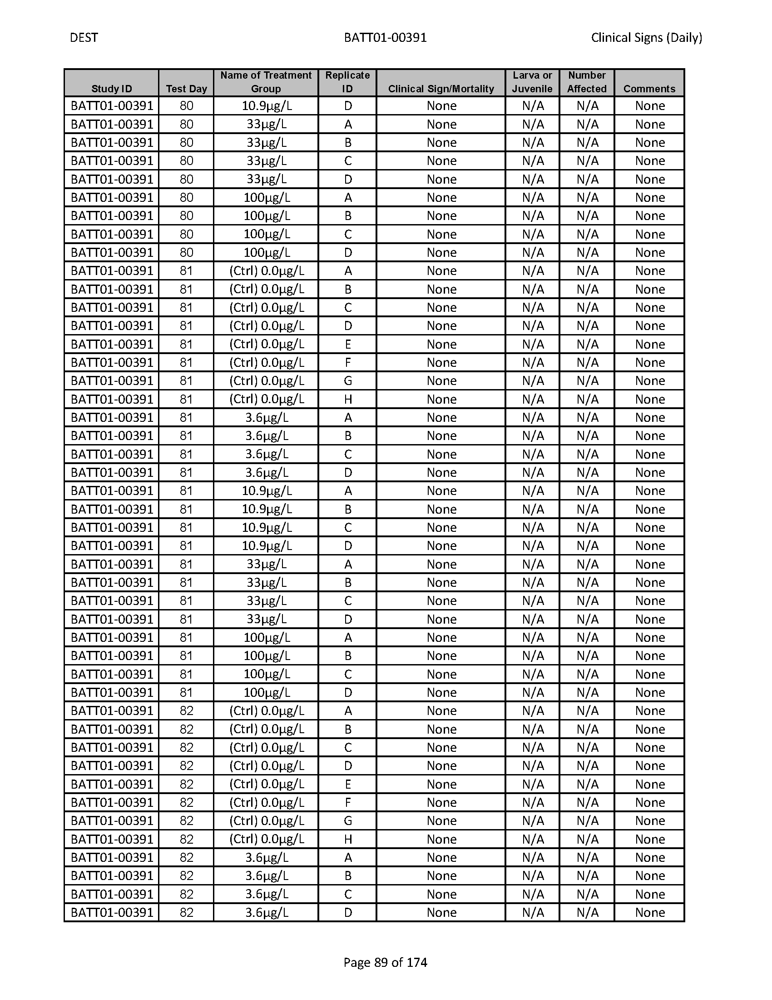 DEST BATT01-00391 Clinical Signs (Daily)
Study ID Test Day Name of Treatment Group Replicate ID Clinical Sign/Mortality Larva or Juvenile Number Affected Comments
BATT01-00391 80 10.9µg/L D None N/A N/A None
BATT01-00391 80 33µg/L A None N/A N/A None
BATT01-00391 80 33µg/L B None N/A N/A None
BATT01-00391 80 33µg/L C None N/A N/A None
BATT01-00391 80 33µg/L D None N/A N/A None
BATT01-00391 80 100µg/L A None N/A N/A None
BATT01-00391 80 100µg/L B None N/A N/A None
BATT01-00391 80 100µg/L C None N/A N/A None
BATT01-00391 80 100µg/L D None N/A N/A None
BATT01-00391 81 (Ctrl) 0.0µg/L A None N/A N/A None
BATT01-00391 81 (Ctrl) 0.0µg/L B None N/A N/A None
BATT01-00391 81 (Ctrl) 0.0µg/L C None N/A N/A None
BATT01-00391 81 (Ctrl) 0.0µg/L D None N/A N/A None
BATT01-00391 81 (Ctrl) 0.0µg/L E None N/A N/A None
BATT01-00391 81 (Ctrl) 0.0µg/L F None N/A N/A None
BATT01-00391 81 (Ctrl) 0.0µg/L G None N/A N/A None
BATT01-00391 81 (Ctrl) 0.0µg/L H None N/A N/A None
BATT01-00391 81 3.6µg/L A None N/A N/A None
BATT01-00391 81 3.6µg/L B None N/A N/A None
BATT01-00391 81 3.6µg/L C None N/A N/A None
BATT01-00391 81 3.6µg/L D None N/A N/A None
BATT01-00391 81 10.9µg/L A None N/A N/A None
BATT01-00391 81 10.9µg/L B None N/A N/A None
BATT01-00391 81 10.9µg/L C None N/A N/A None
BATT01-00391 81 10.9µg/L D None N/A N/A None
BATT01-00391 81 33µg/L A None N/A N/A None
BATT01-00391 81 33µg/L B None N/A N/A None
BATT01-00391 81 33µg/L C None N/A N/A None
BATT01-00391 81 33µg/L D None N/A N/A None
BATT01-00391 81 100µg/L A None N/A N/A None
BATT01-00391 81 100µg/L B None N/A N/A None
BATT01-00391 81 100µg/L C None N/A N/A None
BATT01-00391 81 100µg/L D None N/A N/A None
BATT01-00391 82 (Ctrl) 0.0µg/L A None N/A N/A None
BATT01-00391 82 (Ctrl) 0.0µg/L B None N/A N/A None
BATT01-00391 82 (Ctrl) 0.0µg/L C None N/A N/A None
BATT01-00391 82 (Ctrl) 0.0µg/L D None N/A N/A None
BATT01-00391 82 (Ctrl) 0.0µg/L E None N/A N/A None
BATT01-00391 82 (Ctrl) 0.0µg/L F None N/A N/A None
BATT01-00391 82 (Ctrl) 0.0µg/L G None N/A N/A None
BATT01-00391 82 (Ctrl) 0.0µg/L H None N/A N/A None
BATT01-00391 82 3.6µg/L A None N/A N/A None
BATT01-00391 82 3.6µg/L B None N/A N/A None
BATT01-00391 82 3.6µg/L C None N/A N/A None
BATT01-00391 82 3.6µg/L D None N/A N/A None
Page 89 of 174